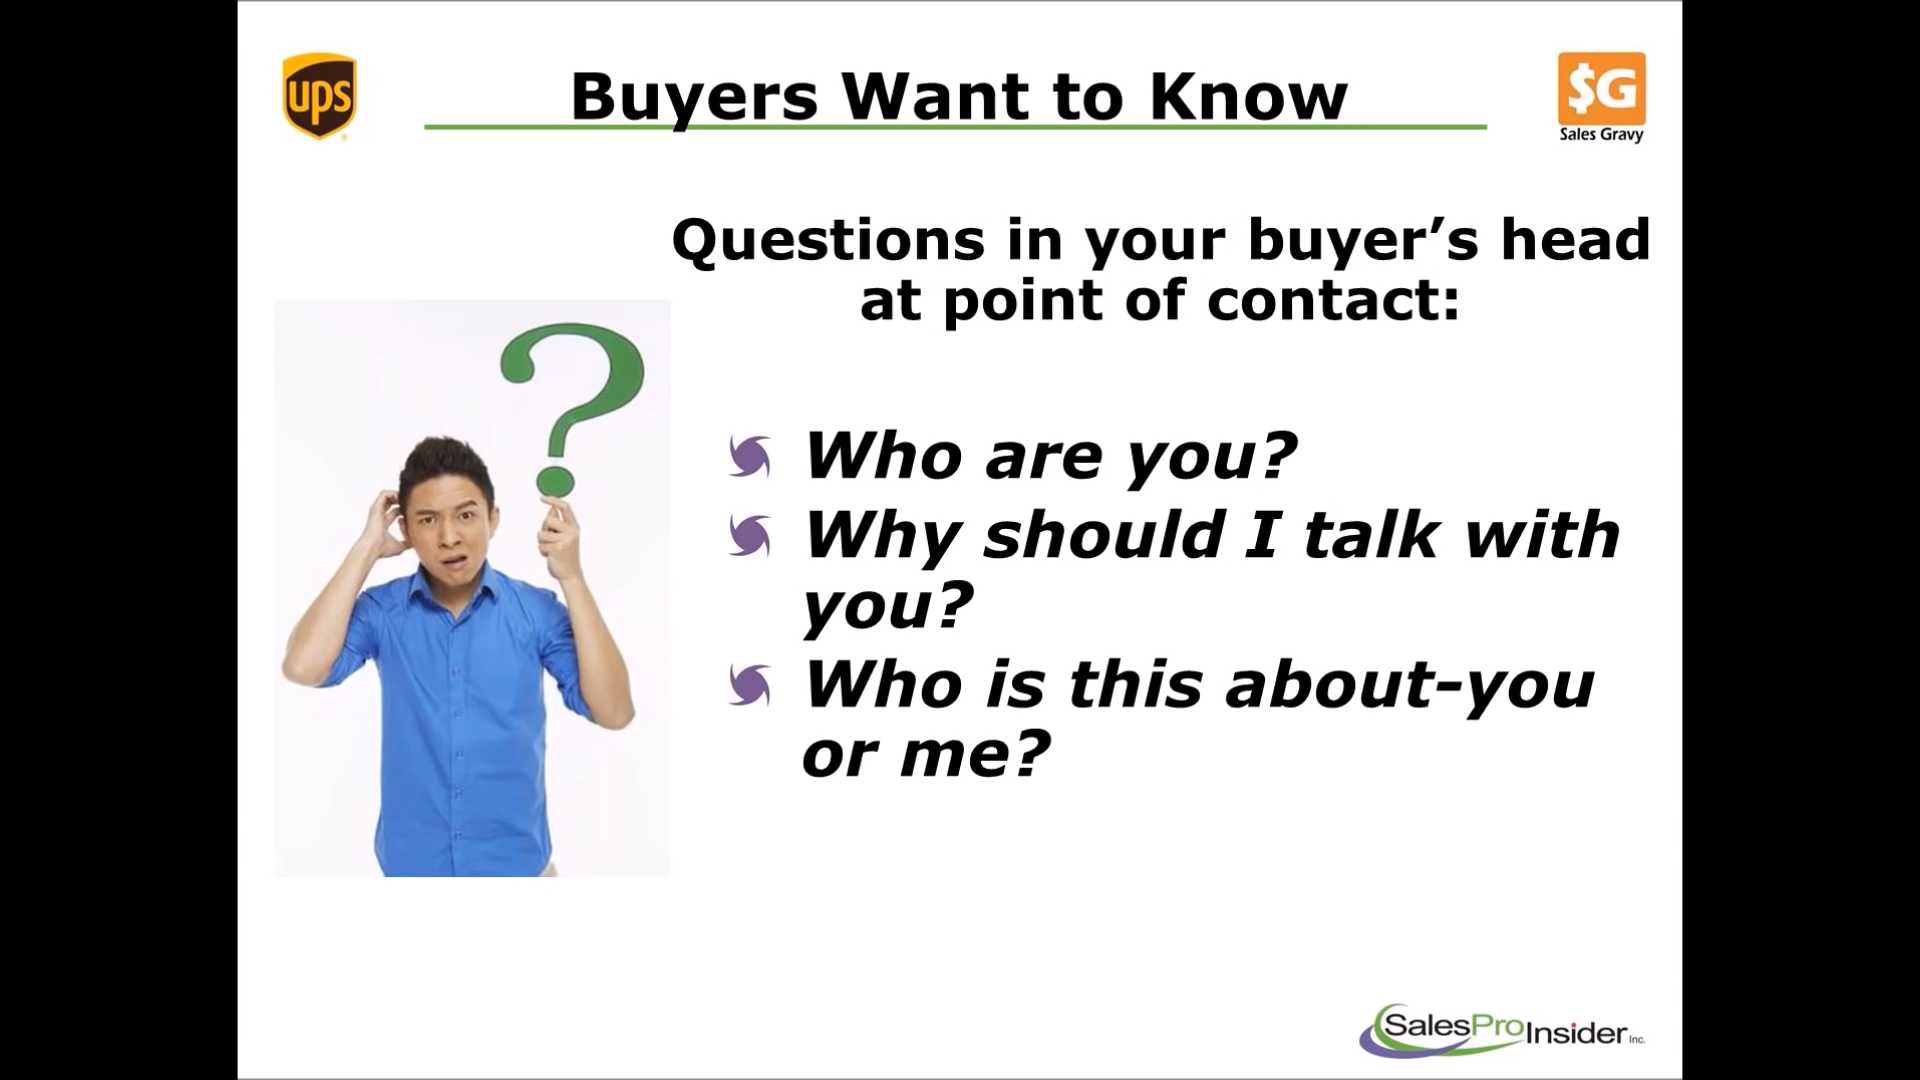 ups
Buyers Want to Know
$G
Sales Gravy
Questions in your buyer’s head
at point of contact:
?
Who are you?
Why should I talk with
you?
Who is this about-you
or me?
SalesProInsider Inc.